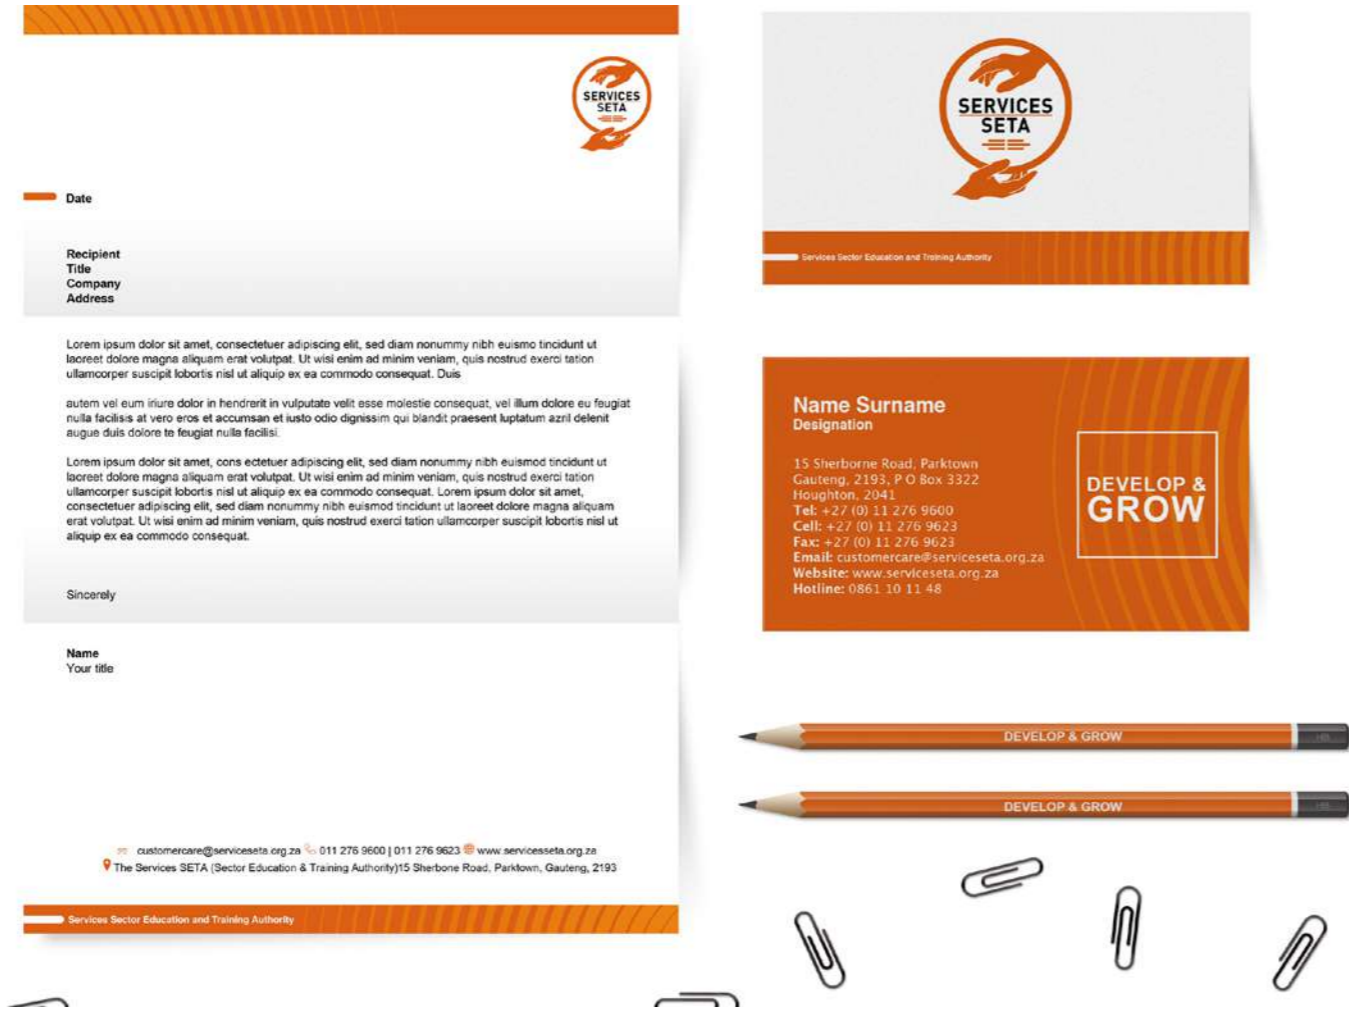 SERVICES
SETA
Date
Recipient
Title
Company
Address
Lorem ipsum dolor sit amet, consectetuer adipiscing elit, sed diam nonummy nibh euismo tincidunt ut
laoreet dolore magna aliquam erat volutpat. Ut wisi enim ad minim veniam, quis nostrud exerci tation
ullamcorper suscipit lobortis nisl ut aliquip ex ea commodo consequat. Duis
autem vel eum iriure dolor in hendrerit in vulputate velit esse molestie consequat, vel illum dolore eu feugiat
nulla facilisis at vero eros et accumsan et iusto odio dignissim qui blandit praesent luptatum azril delenit
augue duis dolore te feugiat nulla facilisi.
Lorem ipsum dolor sit amet, cons ectetuer adipiscing elit, sed diam nonummy nibh euismod tincidunt ut
laoreet dolore magna aliquam erat volutpat. Ut wisi enim ad minim veniam, quis nostrud exerci tation
ullamcorper suscipit lobortis nisl ut aliquip ex ea commodo consequat. Lorem ipsum dolor sit amet,
consectetuer adipiscing elit, sed diam nonummy nibh euismod tincidunt ut laoreet dolore magna aliquam
erat volutpat. Ut wisi enim ad minim veniam, quis nostrud exerci tation ullamcorper suscipit lobortis nisl ut
aliquip ex ea commodo consequat.
Sincerely
Name
Your title
customercare@serviceseta.org.za 011 276 9600 | 011 276 9623 www.servicesseta.org.za
The Services SETA (Sector Education & Training Authority)15 Sherbone Road, Parktown, Gauteng, 2193
Services Sector Education and Training Authority
SERVICES
SETA
Services Sector Education and Training Authority
Name Surname
Designation
15 Sherborne Road, Parktown
Gauteng, 2193, P O Box 3322
Houghton, 2041
Tel: +27 (0) 11 276 9600
Cell: +27 (0) 11 276 9623
Fax: +27 (0) 11 276 9623
Email: customercare@serviceseta.org.za
Website: www.serviceseta.org.za
Hotline: 0861 10 11 48
DEVELOP &
GROW
DEVELOP & GROW
HB
DEVELOP & GROW
HB